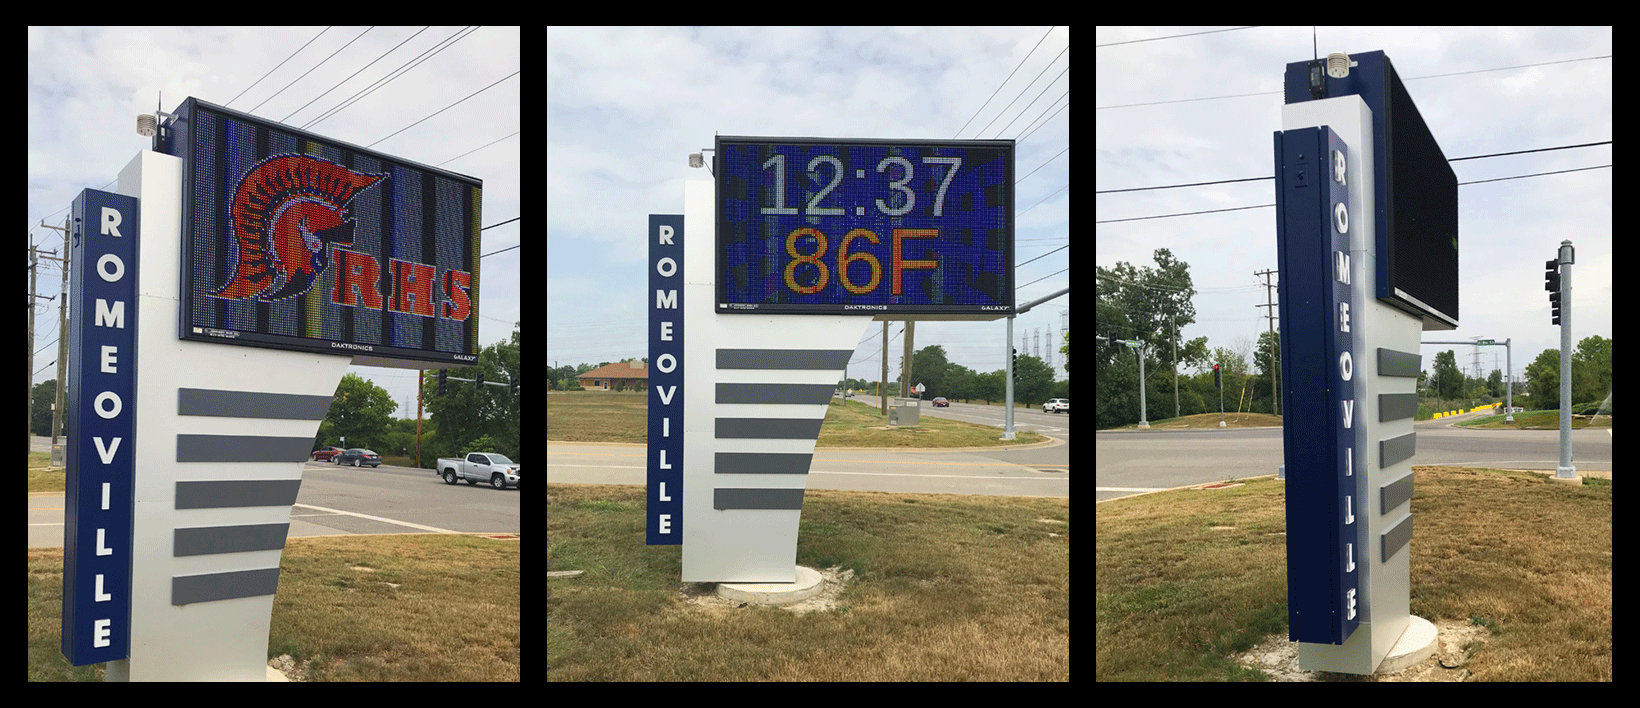 ROMEOVILLE
RHS
DAKTRONICS
GALAXY
ROMEOVILLE
12:37
86F
DAKTRONICS
GALAXY
ROMEOVILLE